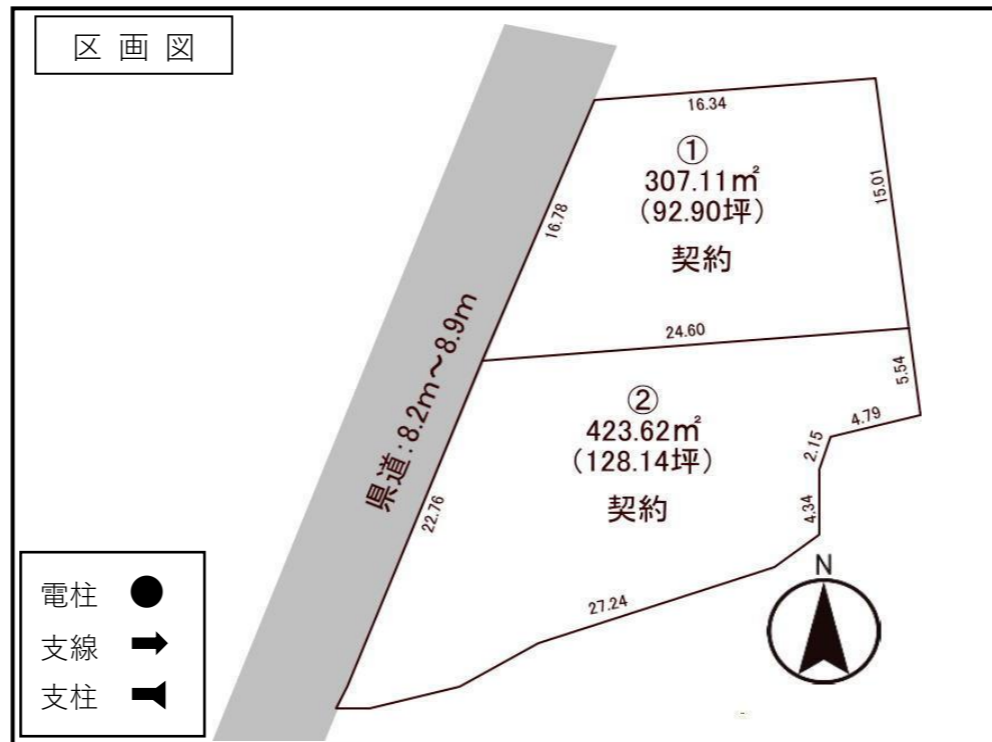 区画図
16.34
①
307.11㎡
（92.90坪）
契約
15.01
16.78
24.60
県道：8.2m～8.9m
②
423.62㎡
（128.14坪）
契約
5.54
4.79
2.15
4.34
22.76
27.24
N
電柱
支線
支柱